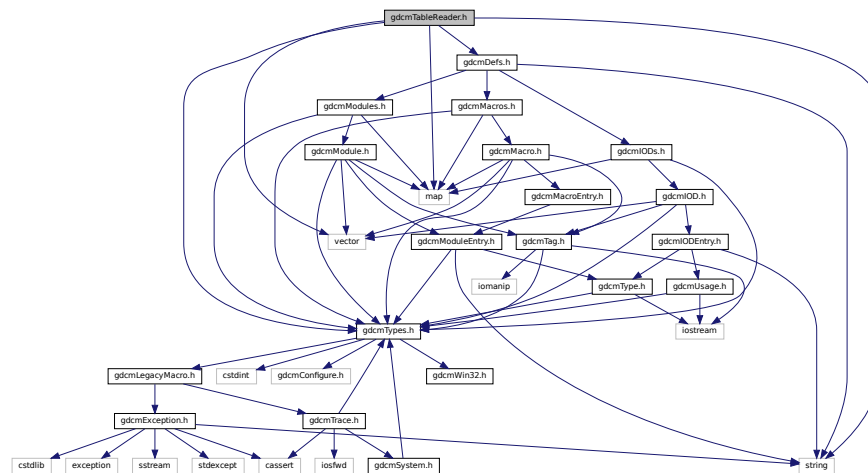 gdcmTableReader.h
gdcmDefs.h
gdcmModules.h
gdcmMacros.h
gdcmModule.h
gdcmMacro.h
gdcmIODs.h
map
gdcmMacroEntry.h
gdcmIOD.h
vector
gdcmModuleEntry.h
gdcmTag.h
gdcmIODEntry.h
iomanip
gdcmType.h
gdcmUsage.h
gdcmTypes.h
iostream
gdcmLegacyMacro.h
cstdint
gdcmConfigure.h
gdcmWin32.h
gdcmException.h
gdcmTrace.h
cstdlib
exception
sstream
stdexcept
cassert
iosfwd
gdcmSystem.h
string